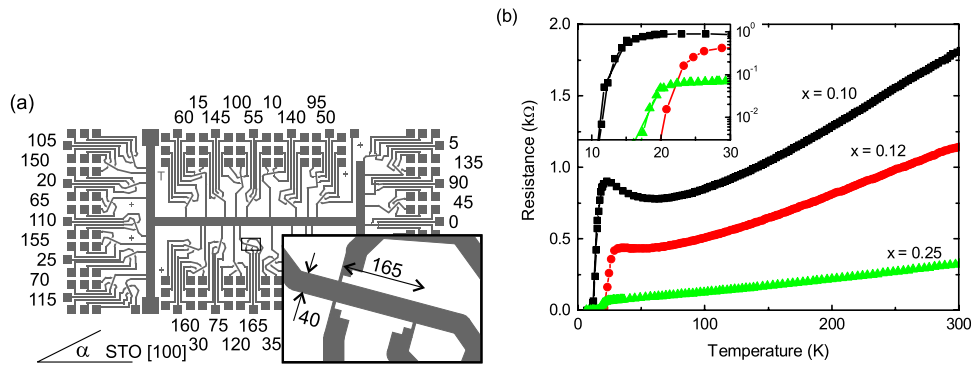 (a)
15 100 10 95
60 145 55 140 50
105
150
20
65
110
155
25
70
115
5
135
90
45
0
T
160 75 165
30 120 35
165
40
α STO [100]
(b)
2.0
1.5
1.0
0.5
0.0
Resistance (kΩ)
0 100 200 300
Temperature (K)
x = 0.10
x = 0.12
x = 0.25
10⁰
10⁻¹
10⁻²
10 20 30